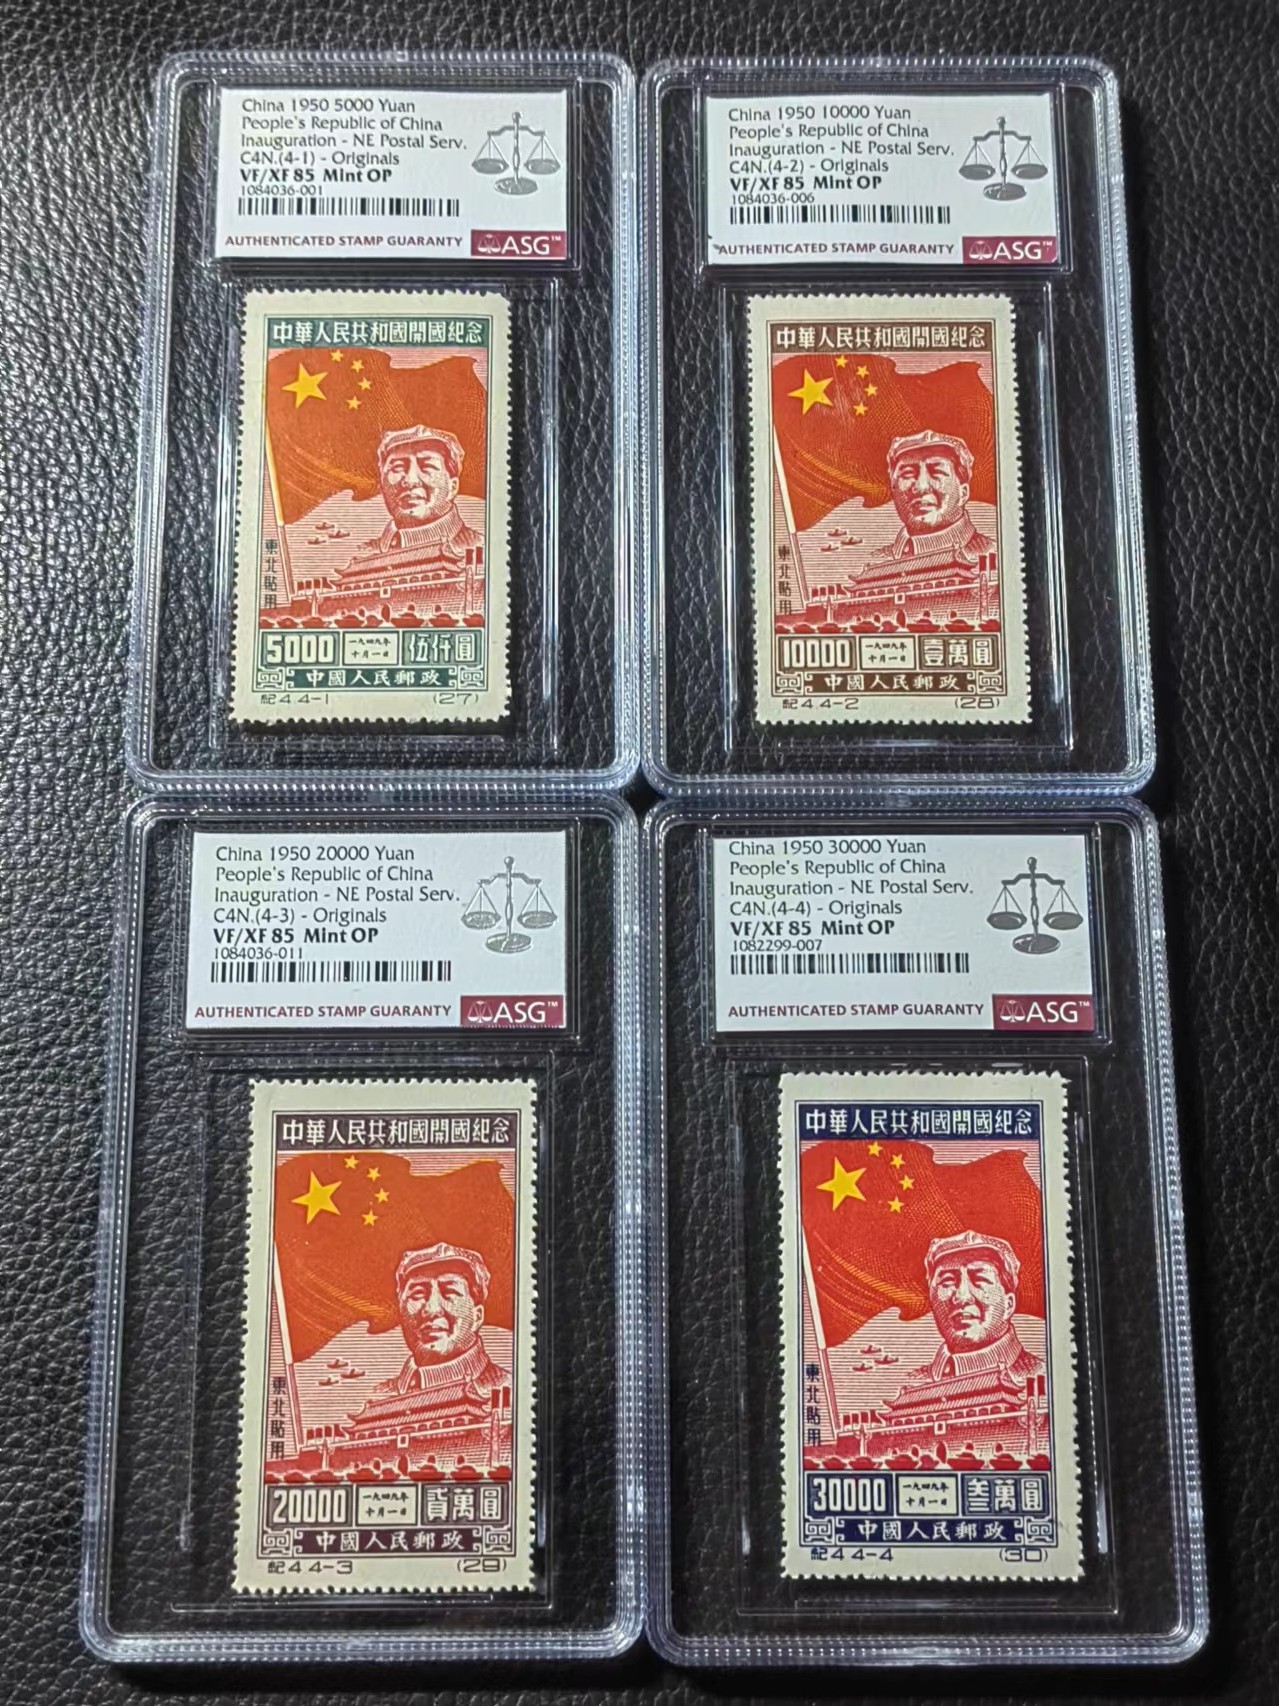 China 1950 5000 Yuan
People's Republic of China
Inauguration - NE Postal Serv.
C4N.(4-1) - Originals
VF/XF 85 Mint OP
1084036-001
AUTHENTICATED STAMP GUARANTY ASG™
中華人民共和國開國紀念
東北貼用
5000 一九四九年十月一日 伍仟圓
中國人民郵政
紀4 4-1 (27)
China 1950 10000 Yuan
People's Republic of China
Inauguration - NE Postal Serv.
C4N.(4-2) - Originals
VF/XF 85 Mint OP
1084036-006
AUTHENTICATED STAMP GUARANTY ASG™
中華人民共和國開國紀念
東北貼用
10000 一九四九年十月一日 壹萬圓
中國人民郵政
紀4.4-2 (28)
China 1950 20000 Yuan
People's Republic of China
Inauguration - NE Postal Serv.
C4N.(4-3) - Originals
VF/XF 85 Mint OP
1084036-011
AUTHENTICATED STAMP GUARANTY ASG™
中華人民共和國開國紀念
東北貼用
20000 一九四九年十月一日 貳萬圓
中國人民郵政
紀4 4-3 (29)
China 1950 30000 Yuan
People's Republic of China
Inauguration - NE Postal Serv.
C4N.(4-4) - Originals
VF/XF 85 Mint OP
1082299-007
AUTHENTICATED STAMP GUARANTY ASG™
中華人民共和國開國紀念
東北貼用
30000 一九四九年十月一日 叁萬圓
中國人民郵政
紀4 4-4 (30)